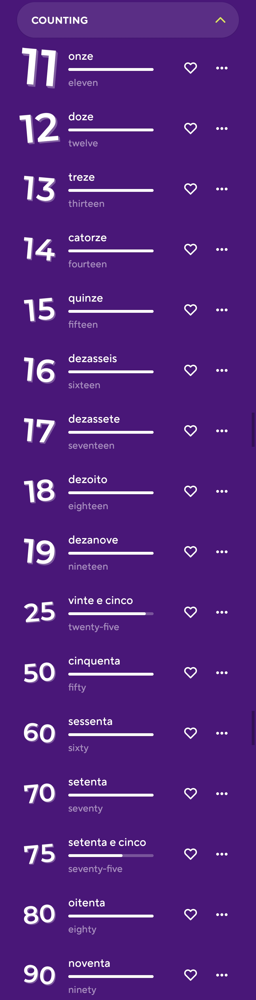 COUNTING
11
onze
eleven
12
doze
twelve
13
treze
thirteen
14
catorze
fourteen
15
quinze
fifteen
16
dezasseis
sixteen
17
dezassete
seventeen
18
dezoito
eighteen
19
dezanove
nineteen
25
vinte e cinco
twenty-five
50
cinquenta
fifty
60
sessenta
sixty
70
setenta
seventy
75
setenta e cinco
seventy-five
80
oitenta
eighty
90
noventa
ninety